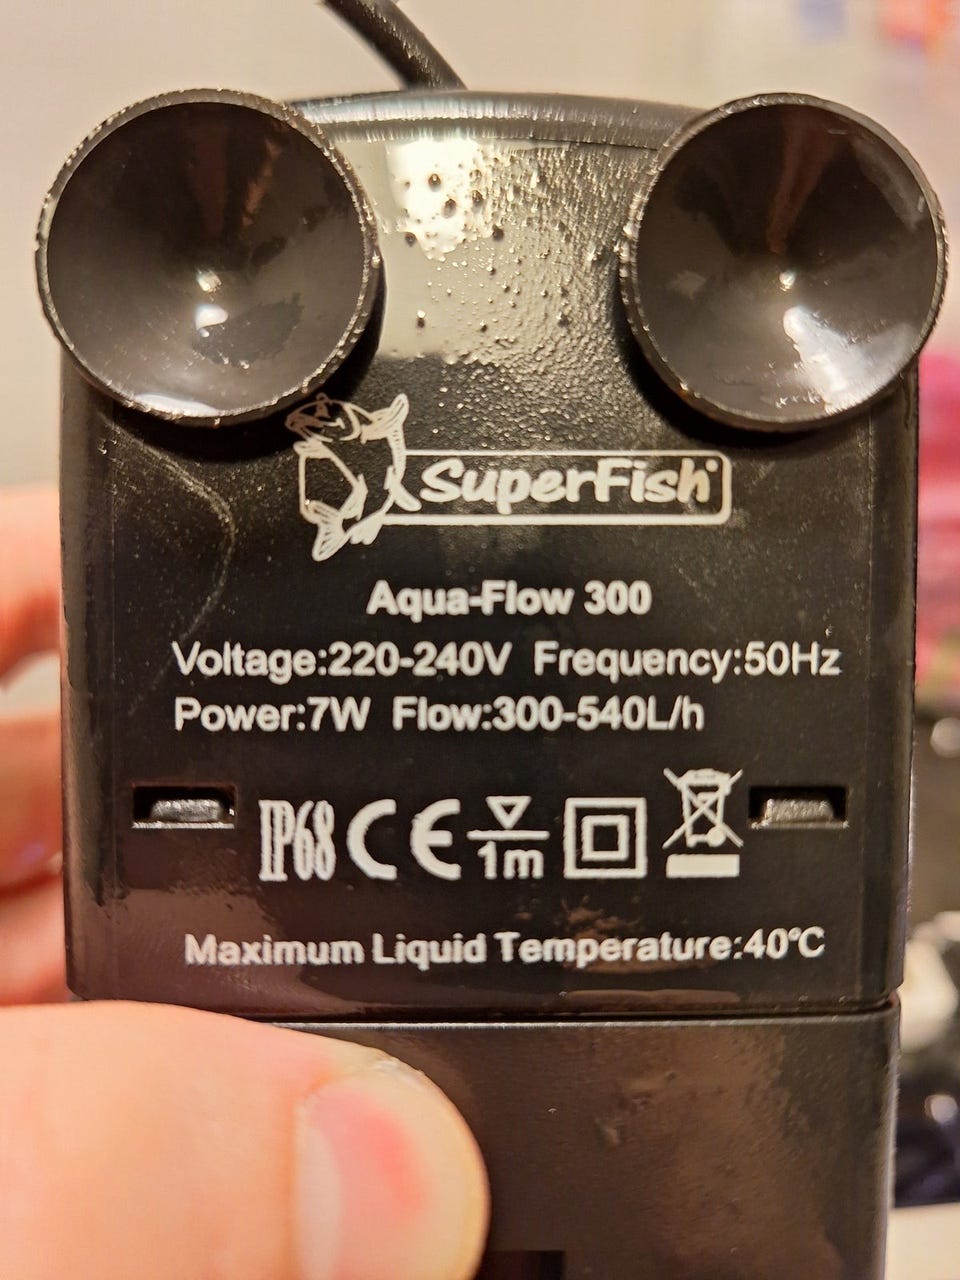 SuperFish®
Aqua-Flow 300
Voltage:220-240V Frequency:50Hz
Power:7W Flow:300-540L/h
IP68 CE 1m
Maximum Liquid Temperature:40°C